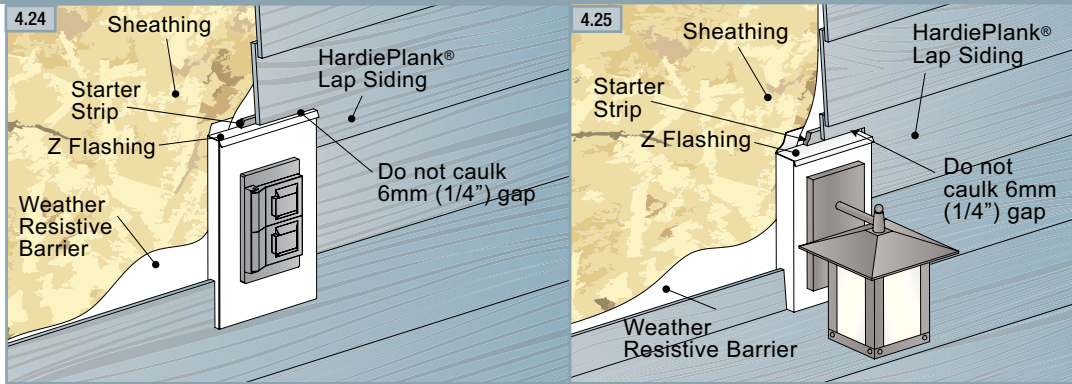 4.24
Sheathing
HardiePlank®
Lap Siding
Starter
Strip
Z Flashing
Do not caulk
6mm (1/4”) gap
Weather
Resistive
Barrier
4.25
Sheathing
HardiePlank®
Lap Siding
Starter
Strip
Z Flashing
Do not
caulk 6mm
(1/4”) gap
Weather
Resistive Barrier